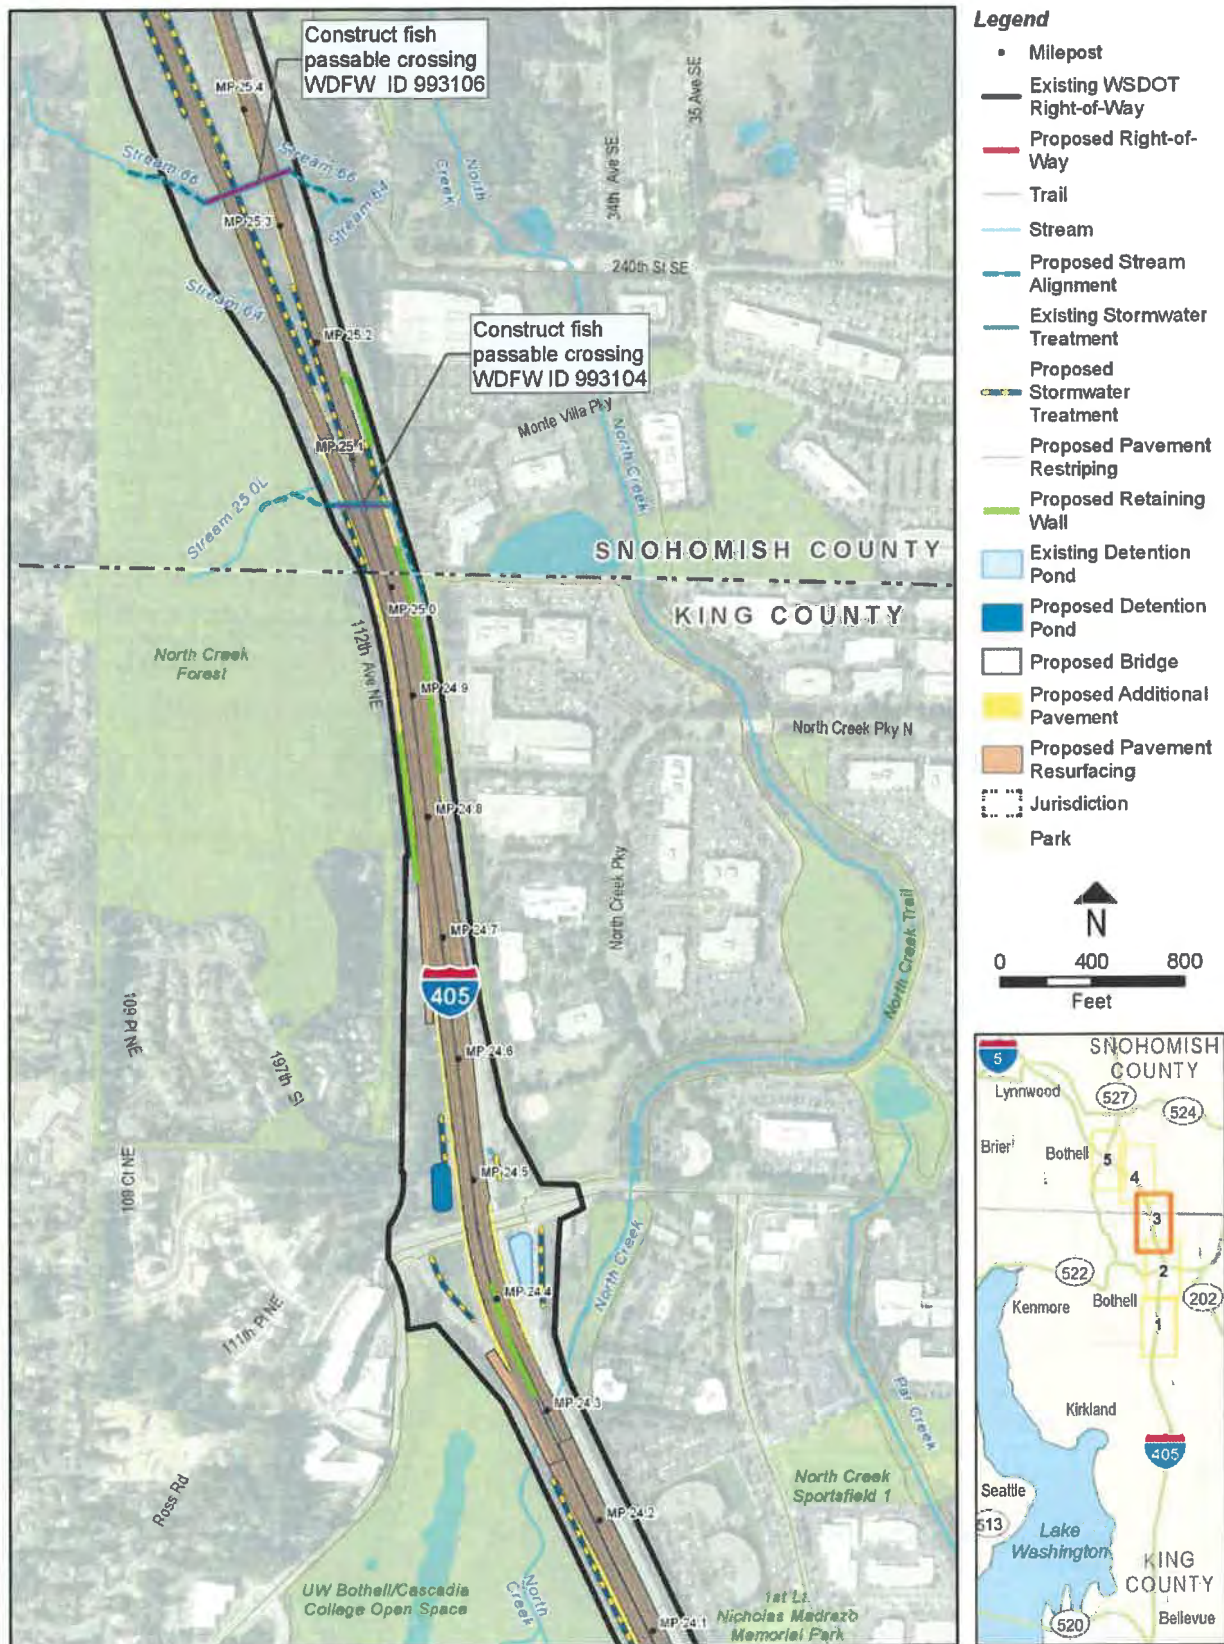 Construct fish
passable crossing
WDFW ID 993106
MP 25.4
Stream 66
Stream 66
Stream 64
MP 25.3
Stream 64
North
Creek
34th Ave SE
35 Ave SE
240th St SE
MP 25.2
Construct fish
passable crossing
WDFW ID 993104
Monte Villa Pky
North Creek
MP 25.1
Stream 25.0L
SNOHOMISH COUNTY
KING COUNTY
MP 25.0
112th Ave NE
North Creek
Forest
MP 24.9
North Creek Pky N
MP 24.8
North Creek Pky
North Creek Trail
MP 24.7
405
109 Pl NE
197th St
MP 24.6
109 Ct NE
MP 24.5
North Creek
MP 24.4
111th Pl NE
MP 24.3
Par Creek
Ross Rd
North Creek
Sportsfield 1
MP 24.2
UW Bothell/Cascadia
College Open Space
North
Creek
1st Lt.
Nicholas Madrazo
Memorial Park
MP 24.1
Legend
Milepost
Existing WSDOT
Right-of-Way
Proposed Right-of-
Way
Trail
Stream
Proposed Stream
Alignment
Existing Stormwater
Treatment
Proposed
Stormwater
Treatment
Proposed Pavement
Restriping
Proposed Retaining
Wall
Existing Detention
Pond
Proposed Detention
Pond
Proposed Bridge
Proposed Additional
Pavement
Proposed Pavement
Resurfacing
Jurisdiction
Park
N
0 400 800
Feet
5
SNOHOMISH
COUNTY
Lynnwood
527
524
Brier
Bothell
5
4
3
522
2
Kenmore
Bothell
202
1
Kirkland
405
Seattle
513
Lake
Washington
KING
COUNTY
520
Bellevue